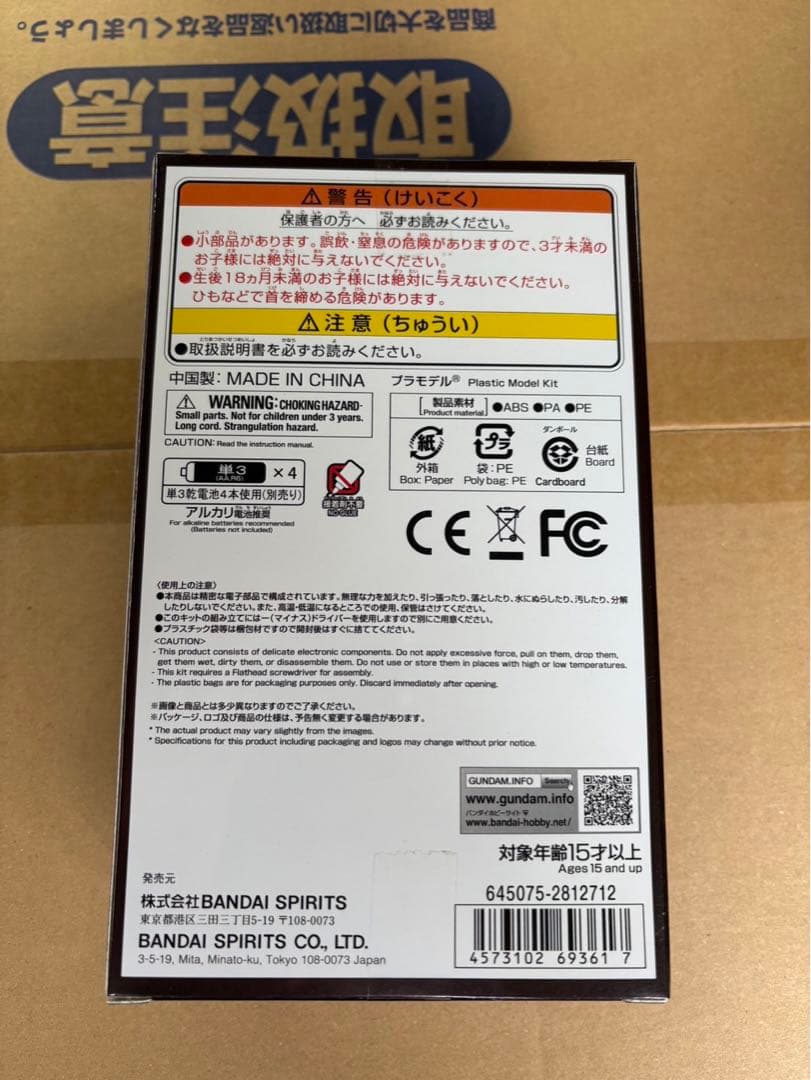 商品を大切に取扱い返品をなくしましょう。
取扱注意
⚠警告（けいこく）
保護者の方へ 必ずお読みください。
●小部品があります。誤飲・窒息の危険がありますので、3才未満の
お子様には絶対に与えないでください。
●生後18ヵ月未満のお子様には絶対に与えないでください。
ひもなどで首を締める危険があります。
⚠注意（ちゅうい）
●取扱説明書を必ずお読みください。
中国製：MADE IN CHINA
プラモデル® Plastic Model Kit
⚠ WARNING: CHOKING HAZARD-
Small parts. Not for children under 3 years.
Long cord. Strangulation hazard.
CAUTION: Read the instruction manual.
製品素材
Product material
●ABS ●PA ●PE
単3
(AA,R6)
×4
単3乾電池4本使用(別売り)
アルカリ電池推奨
For alkaline batteries recommended
(Batteries not included)
接着剤不要
NO GLUE
紙
外箱
Box: Paper
プラ
袋：PE
Poly bag: PE
ダンボール
Cardboard
台紙
Board
CE FC
〈使用上の注意〉
●本商品は精密な電子部品で構成されています。無理な力を加えたり、引っ張ったり、落としたり、水にぬらしたり、汚したり、分解
したりしないでください。また、高温・低温になるところでの使用、保管はさけてください。
●このキットの組み立てには－(マイナス)ドライバーを使用しますので別にご用意ください。
●プラスチック袋等は梱包材ですので開封後はすぐに捨ててください。
<CAUTION>
- This product consists of delicate electronic components. Do not apply excessive force, pull on them, drop them,
get them wet, dirty them, or disassemble them. Do not use or store them in places with high or low temperatures.
- This kit requires a Flathead screwdriver for assembly.
- The plastic bags are for packaging purposes only. Discard immediately after opening.
※画像と商品とは多少異なりますのでご了承ください。
※パッケージ、ロゴ及び商品の仕様は、予告無く変更する場合があります。
* The actual product may vary slightly from the images.
* Specifications for this product including packaging and logos may change without prior notice.
GUNDAM.INFO Search
www.gundam.info
バンダイホビーサイト
www.bandai-hobby.net/
対象年齢15才以上
Ages 15 and up
発売元
株式会社BANDAI SPIRITS
東京都港区三田三丁目5-19 〒108-0073
BANDAI SPIRITS CO., LTD.
3-5-19, Mita, Minato-ku, Tokyo 108-0073 Japan
645075-2812712
4573102 69361 7